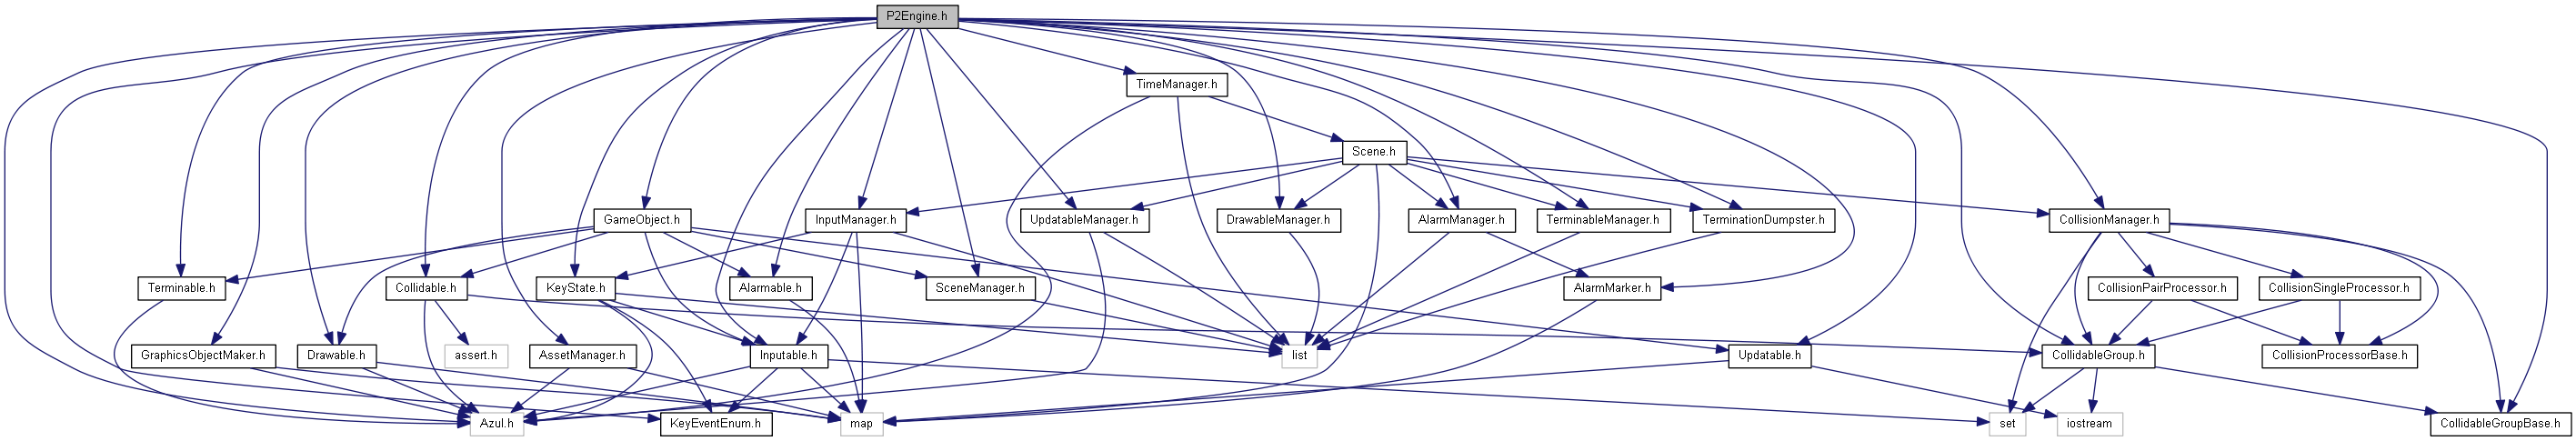 P2Engine.h
TimeManager.h
Scene.h
GameObject.h
InputManager.h
UpdatableManager.h
DrawableManager.h
AlarmManager.h
TerminableManager.h
TerminationDumpster.h
CollisionManager.h
Terminable.h
Collidable.h
KeyState.h
Alarmable.h
SceneManager.h
AlarmMarker.h
CollisionPairProcessor.h
CollisionSingleProcessor.h
GraphicsObjectMaker.h
Drawable.h
assert.h
AssetManager.h
Inputable.h
list
Updatable.h
CollidableGroup.h
CollisionProcessorBase.h
Azul.h
KeyEventEnum.h
map
set
iostream
CollidableGroupBase.h